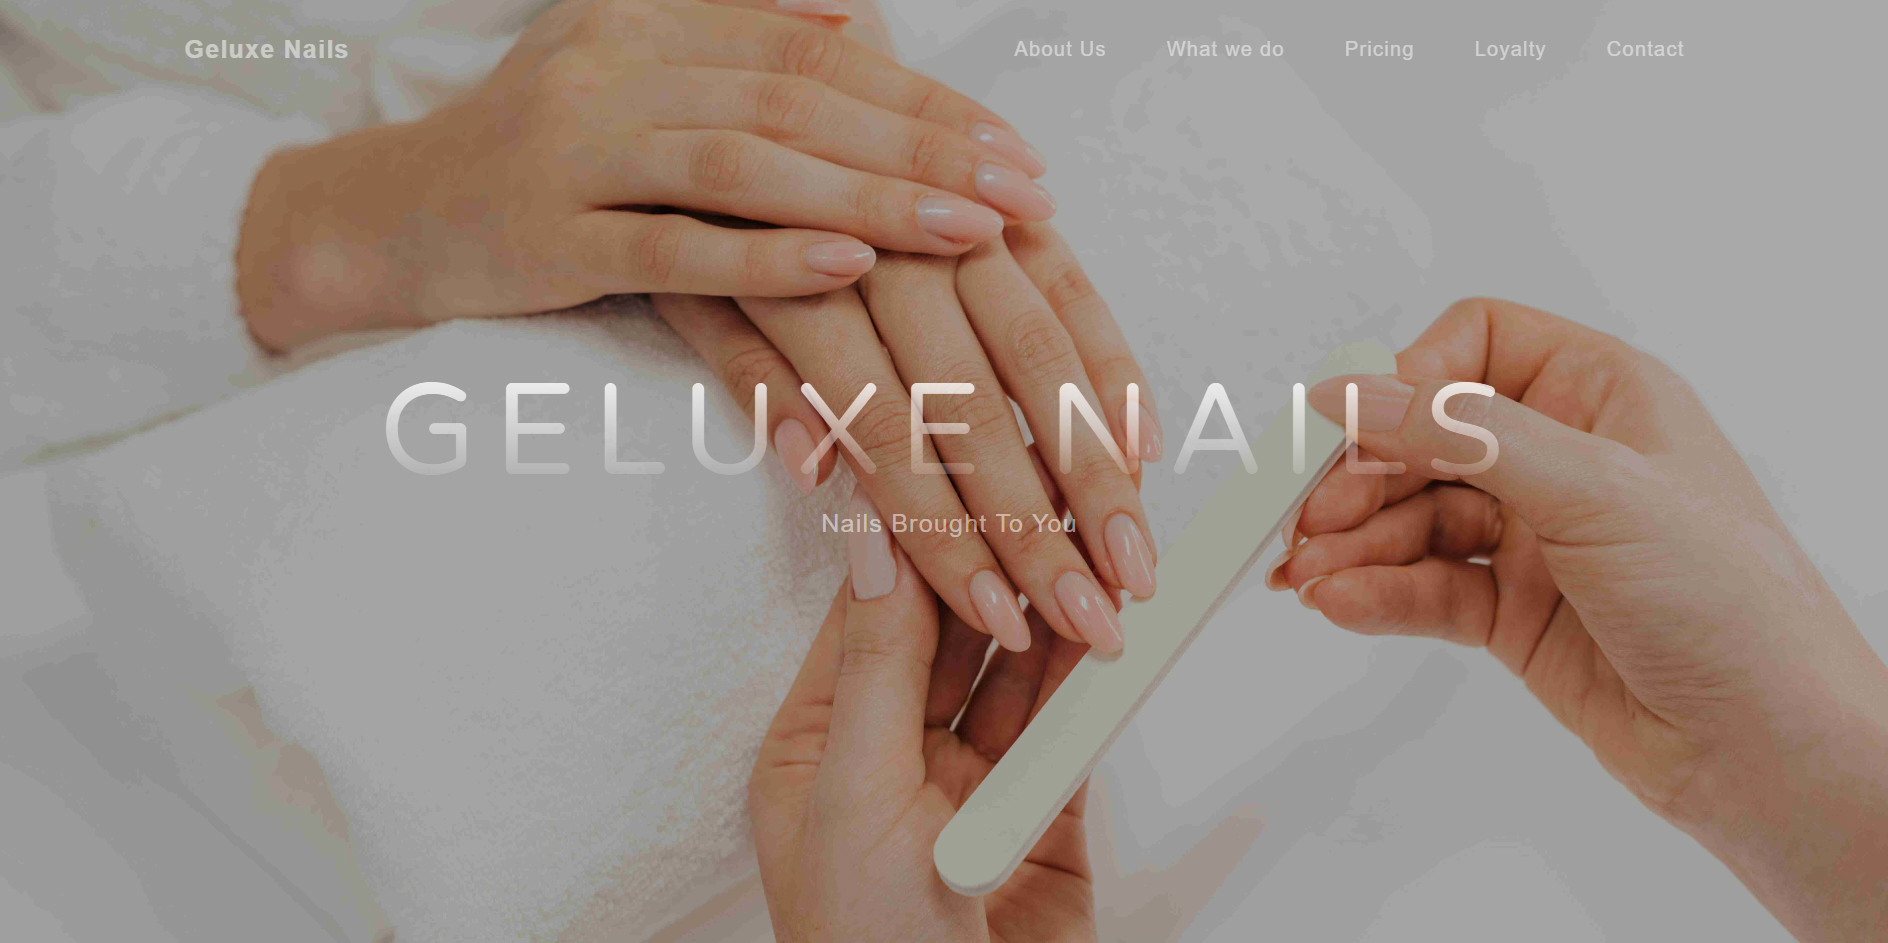 Geluxe Nails
About Us
What we do
Pricing
Loyalty
Contact
GELUXE NAILS
Nails Brought To You